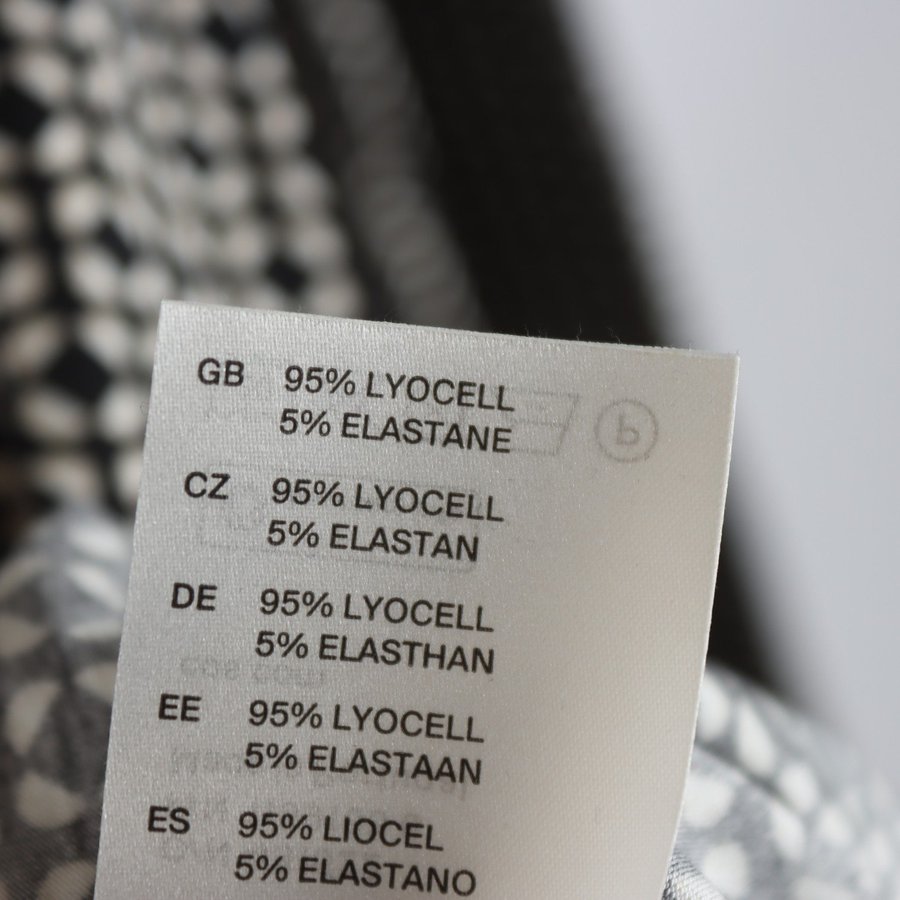 GB 95% LYOCELL
5% ELASTANE
CZ 95% LYOCELL
5% ELASTAN
DE 95% LYOCELL
5% ELASTHAN
EE 95% LYOCELL
5% ELASTAAN
ES 95% LIOCEL
5% ELASTANO